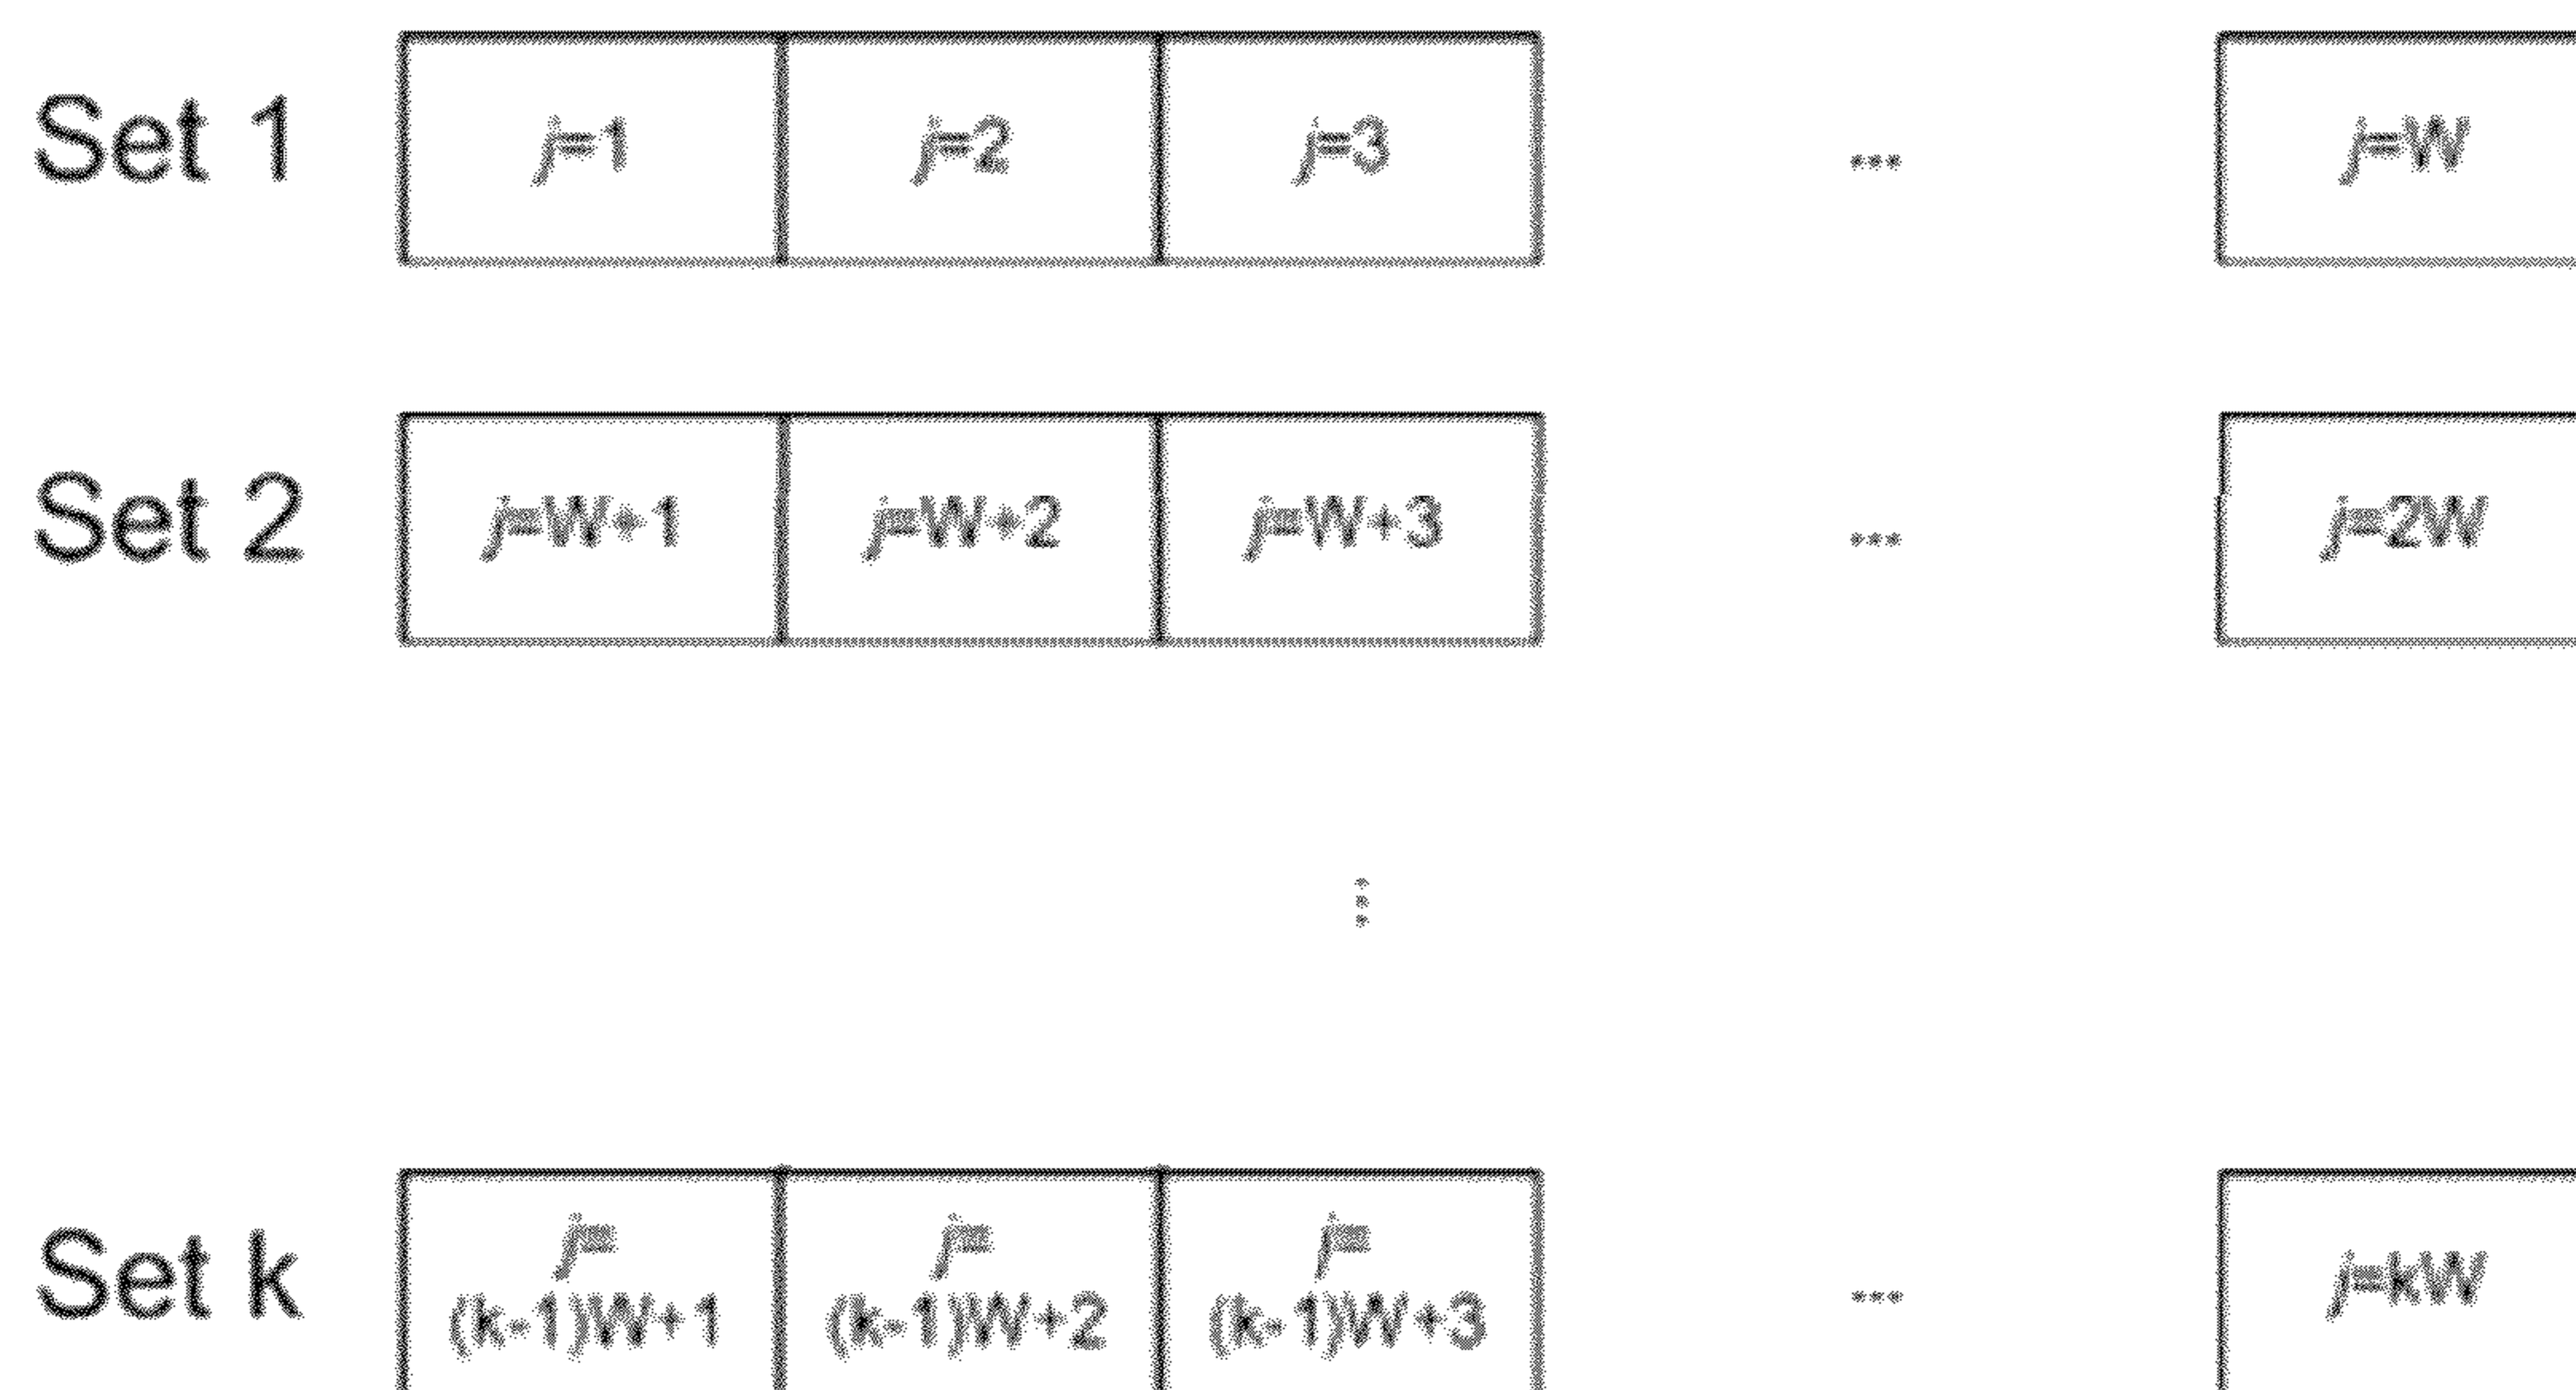 Set 1 j=1 j=2 j=3 ... j=W
Set 2 j=W+1 j=W+2 j=W+3 ... j=2W
⋮
Set k j= (k-1)W+1 j= (k-1)W+2 j= (k-1)W+3 ... j=kW